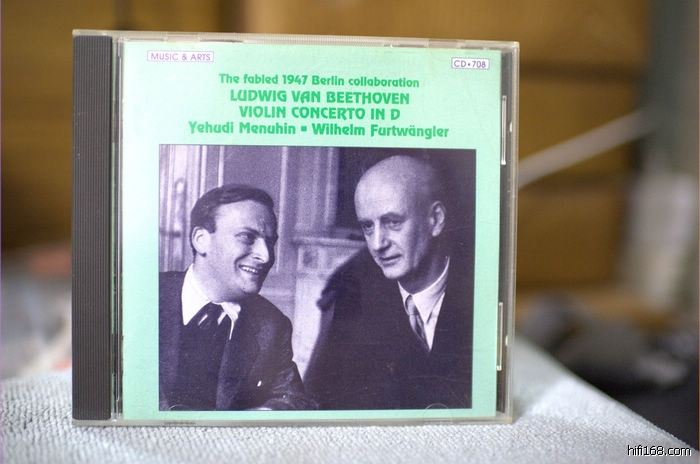 MUSIC & ARTS
CD•708
The fabled 1947 Berlin collaboration
LUDWIG VAN BEETHOVEN
VIOLIN CONCERTO IN D
Yehudi Menuhin ▪ Wilhelm Furtwängler
hifi168.com